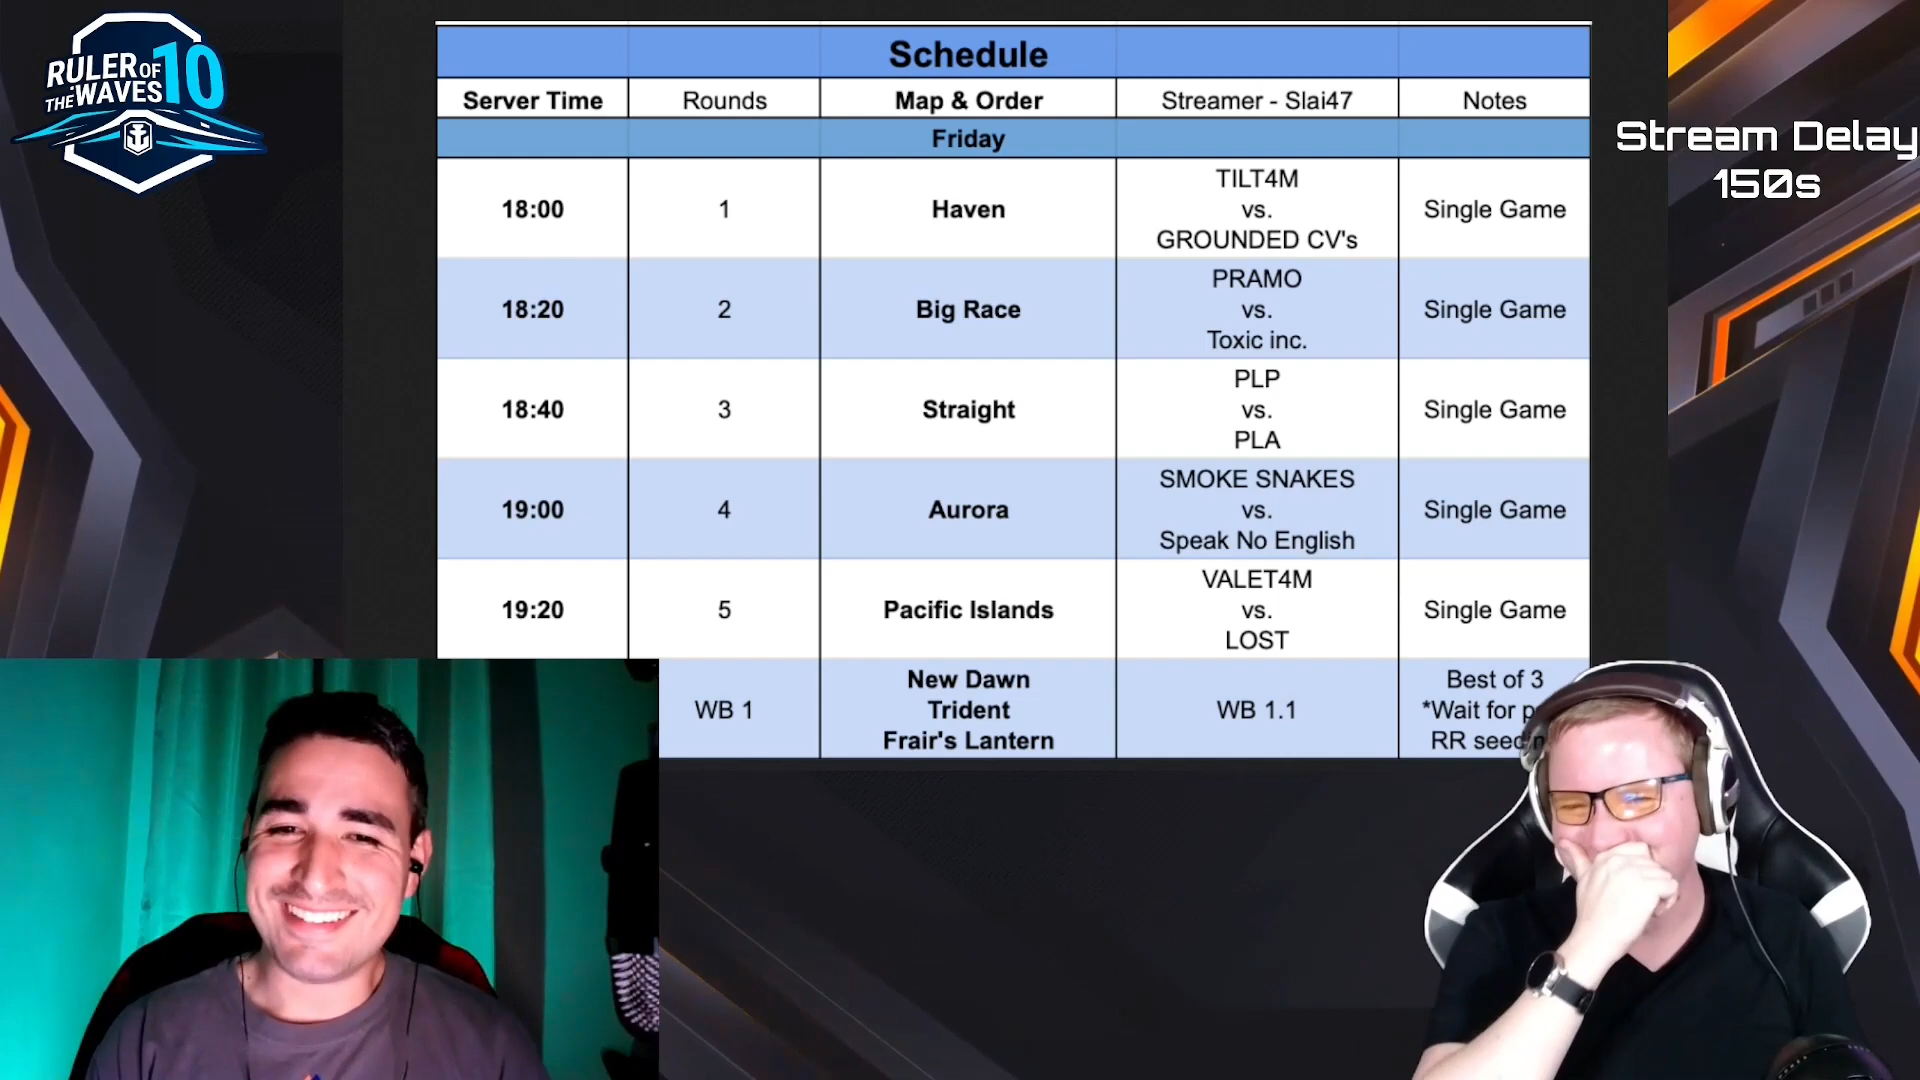 RULER OF
THE WAVES 10
Stream Delay
150s
Schedule
Server Time Rounds Map & Order Streamer - Slai47 Notes
Friday
18:00 1 Haven TILT4M vs. GROUNDED CV's Single Game
18:20 2 Big Race PRAMO vs. Toxic inc. Single Game
18:40 3 Straight PLP vs. PLA Single Game
19:00 4 Aurora SMOKE SNAKES vs. Speak No English Single Game
19:20 5 Pacific Islands VALET4M vs. LOST Single Game
WB 1 New Dawn Trident Frair's Lantern WB 1.1 Best of 3 *Wait for RR